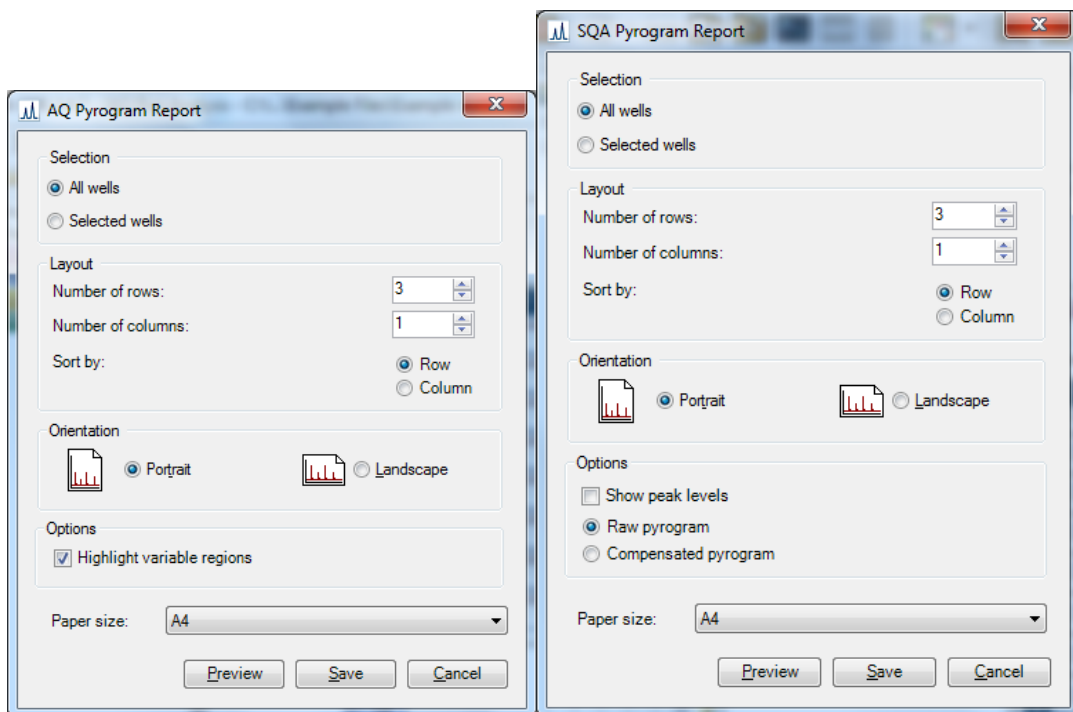 AQ Pyrogram Report
Selection
All wells
Selected wells
Layout
Number of rows: 3
Number of columns: 1
Sort by: Row
Column
Orientation
Portrait Landscape
Options
Highlight variable regions
Paper size: A4
Preview Save Cancel
SQA Pyrogram Report
Selection
All wells
Selected wells
Layout
Number of rows: 3
Number of columns: 1
Sort by: Row
Column
Orientation
Portrait Landscape
Options
Show peak levels
Raw pyrogram
Compensated pyrogram
Paper size: A4
Preview Save Cancel